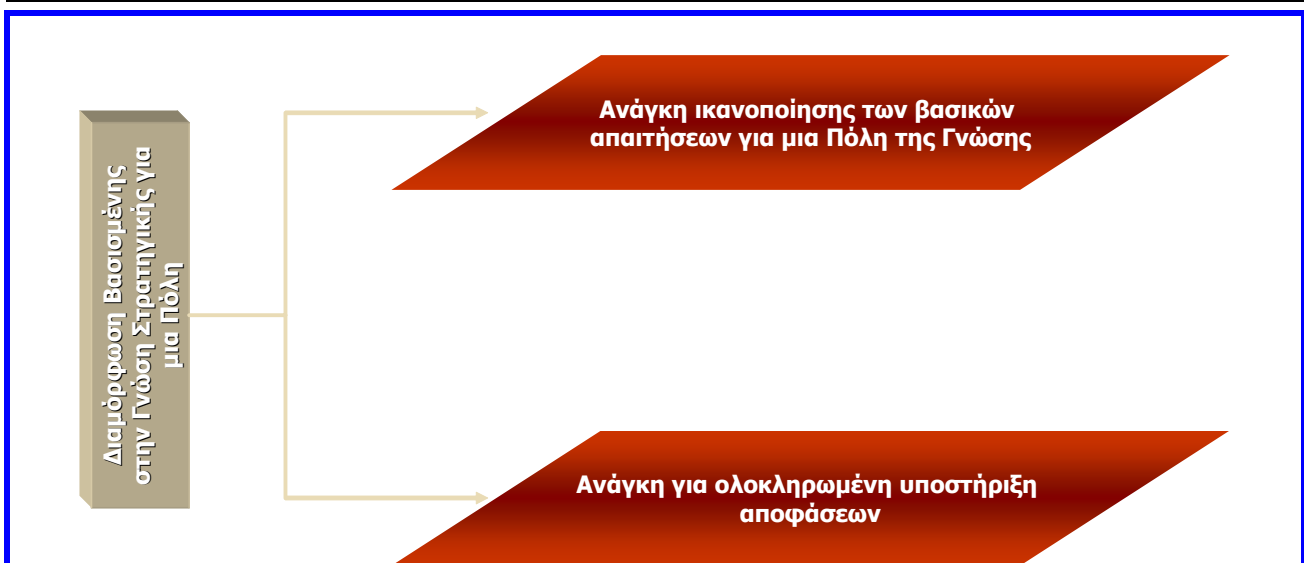 Διαμόρφωση Βασισμένης
στην Γνώση Στρατηγικής για
μια Πόλη
Ανάγκη ικανοποίησης των βασικών
απαιτήσεων για μια Πόλη της Γνώσης
Ανάγκη για ολοκληρωμένη υποστήριξη
αποφάσεων